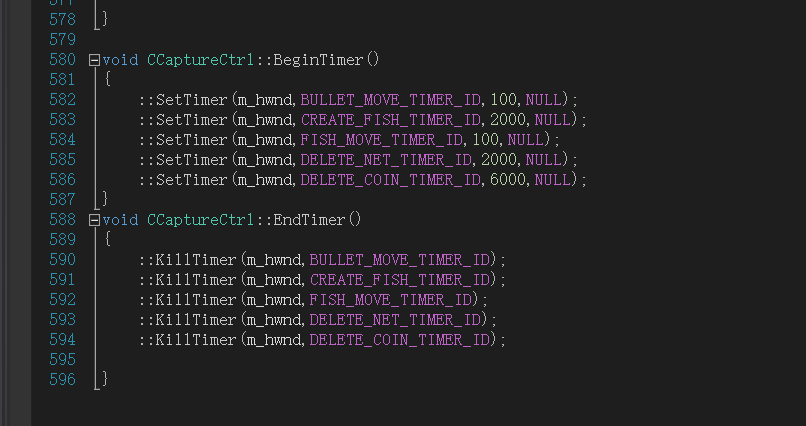 577
578 }
579
580 void CCaptureCtrl::BeginTimer()
581 {
582 ::SetTimer(m_hwnd,BULLET_MOVE_TIMER_ID,100,NULL);
583 ::SetTimer(m_hwnd,CREATE_FISH_TIMER_ID,2000,NULL);
584 ::SetTimer(m_hwnd,FISH_MOVE_TIMER_ID,100,NULL);
585 ::SetTimer(m_hwnd,DELETE_NET_TIMER_ID,2000,NULL);
586 ::SetTimer(m_hwnd,DELETE_COIN_TIMER_ID,6000,NULL);
587 }
588 void CCaptureCtrl::EndTimer()
589 {
590 ::KillTimer(m_hwnd,BULLET_MOVE_TIMER_ID);
591 ::KillTimer(m_hwnd,CREATE_FISH_TIMER_ID);
592 ::KillTimer(m_hwnd,FISH_MOVE_TIMER_ID);
593 ::KillTimer(m_hwnd,DELETE_NET_TIMER_ID);
594 ::KillTimer(m_hwnd,DELETE_COIN_TIMER_ID);
595
596 }